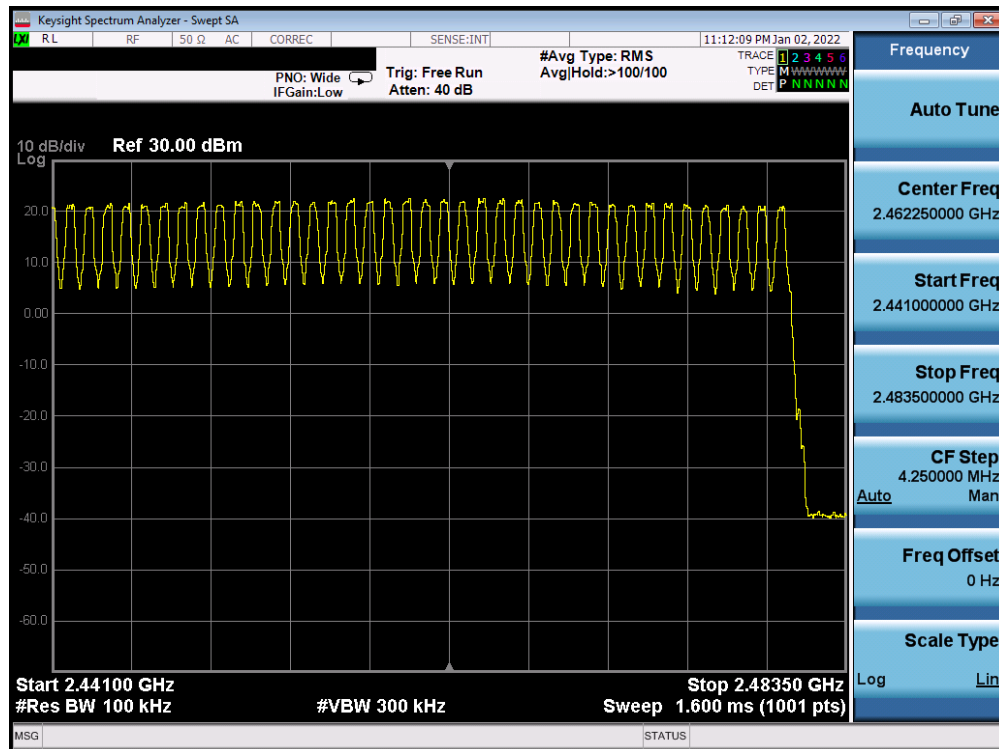 Keysight Spectrum Analyzer - Swept SA
LXI RL RF 50 Ω AC CORREC SENSE:INT 11:12:09 PM Jan 02, 2022
PNO: Wide
IFGain:Low
Trig: Free Run
Atten: 40 dB
#Avg Type: RMS
Avg|Hold:>100/100
TRACE 1 2 3 4 5 6
TYPE M WWWWWW
DET P N N N N N
10 dB/div Ref 30.00 dBm
Log
20.0
10.0
0.00
-10.0
-20.0
-30.0
-40.0
-50.0
-60.0
Start 2.44100 GHz Stop 2.48350 GHz
#Res BW 100 kHz #VBW 300 kHz Sweep 1.600 ms (1001 pts)
MSG STATUS
Frequency
Auto Tune
Center Freq
2.462250000 GHz
Start Freq
2.441000000 GHz
Stop Freq
2.483500000 GHz
CF Step
4.250000 MHz
Auto Man
Freq Offset
0 Hz
Scale Type
Log Lin